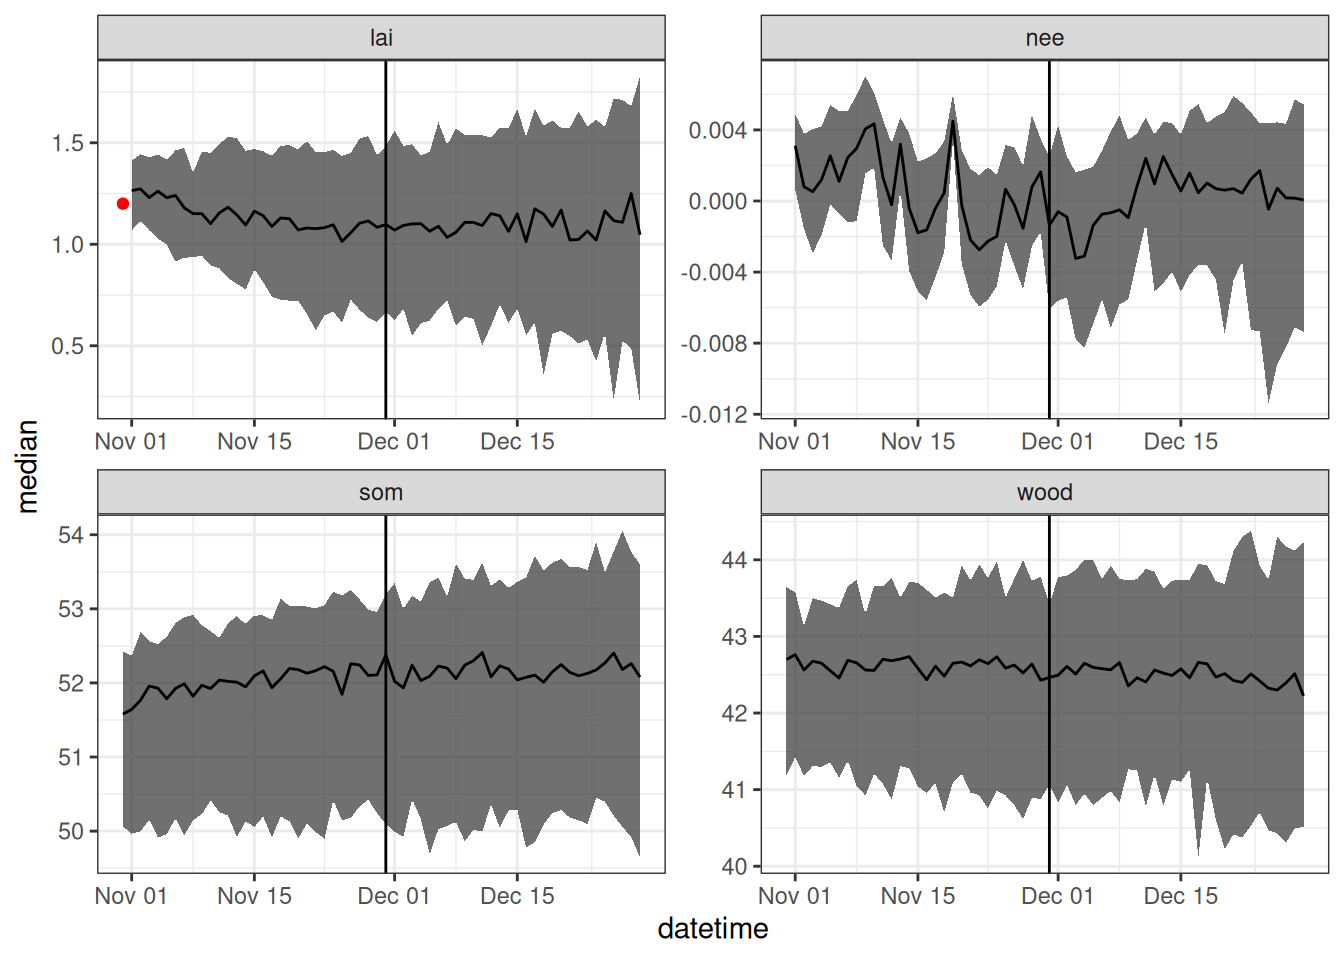 lai
nee
1.5
1.0
0.5
0.004
0.000
-0.004
-0.008
-0.012
Nov 01
Nov 15
Dec 01
Dec 15
Nov 01
Nov 15
Dec 01
Dec 15
median
som
wood
54
53
52
51
50
44
43
42
41
40
Nov 01
Nov 15
Dec 01
Dec 15
Nov 01
Nov 15
Dec 01
Dec 15
datetime